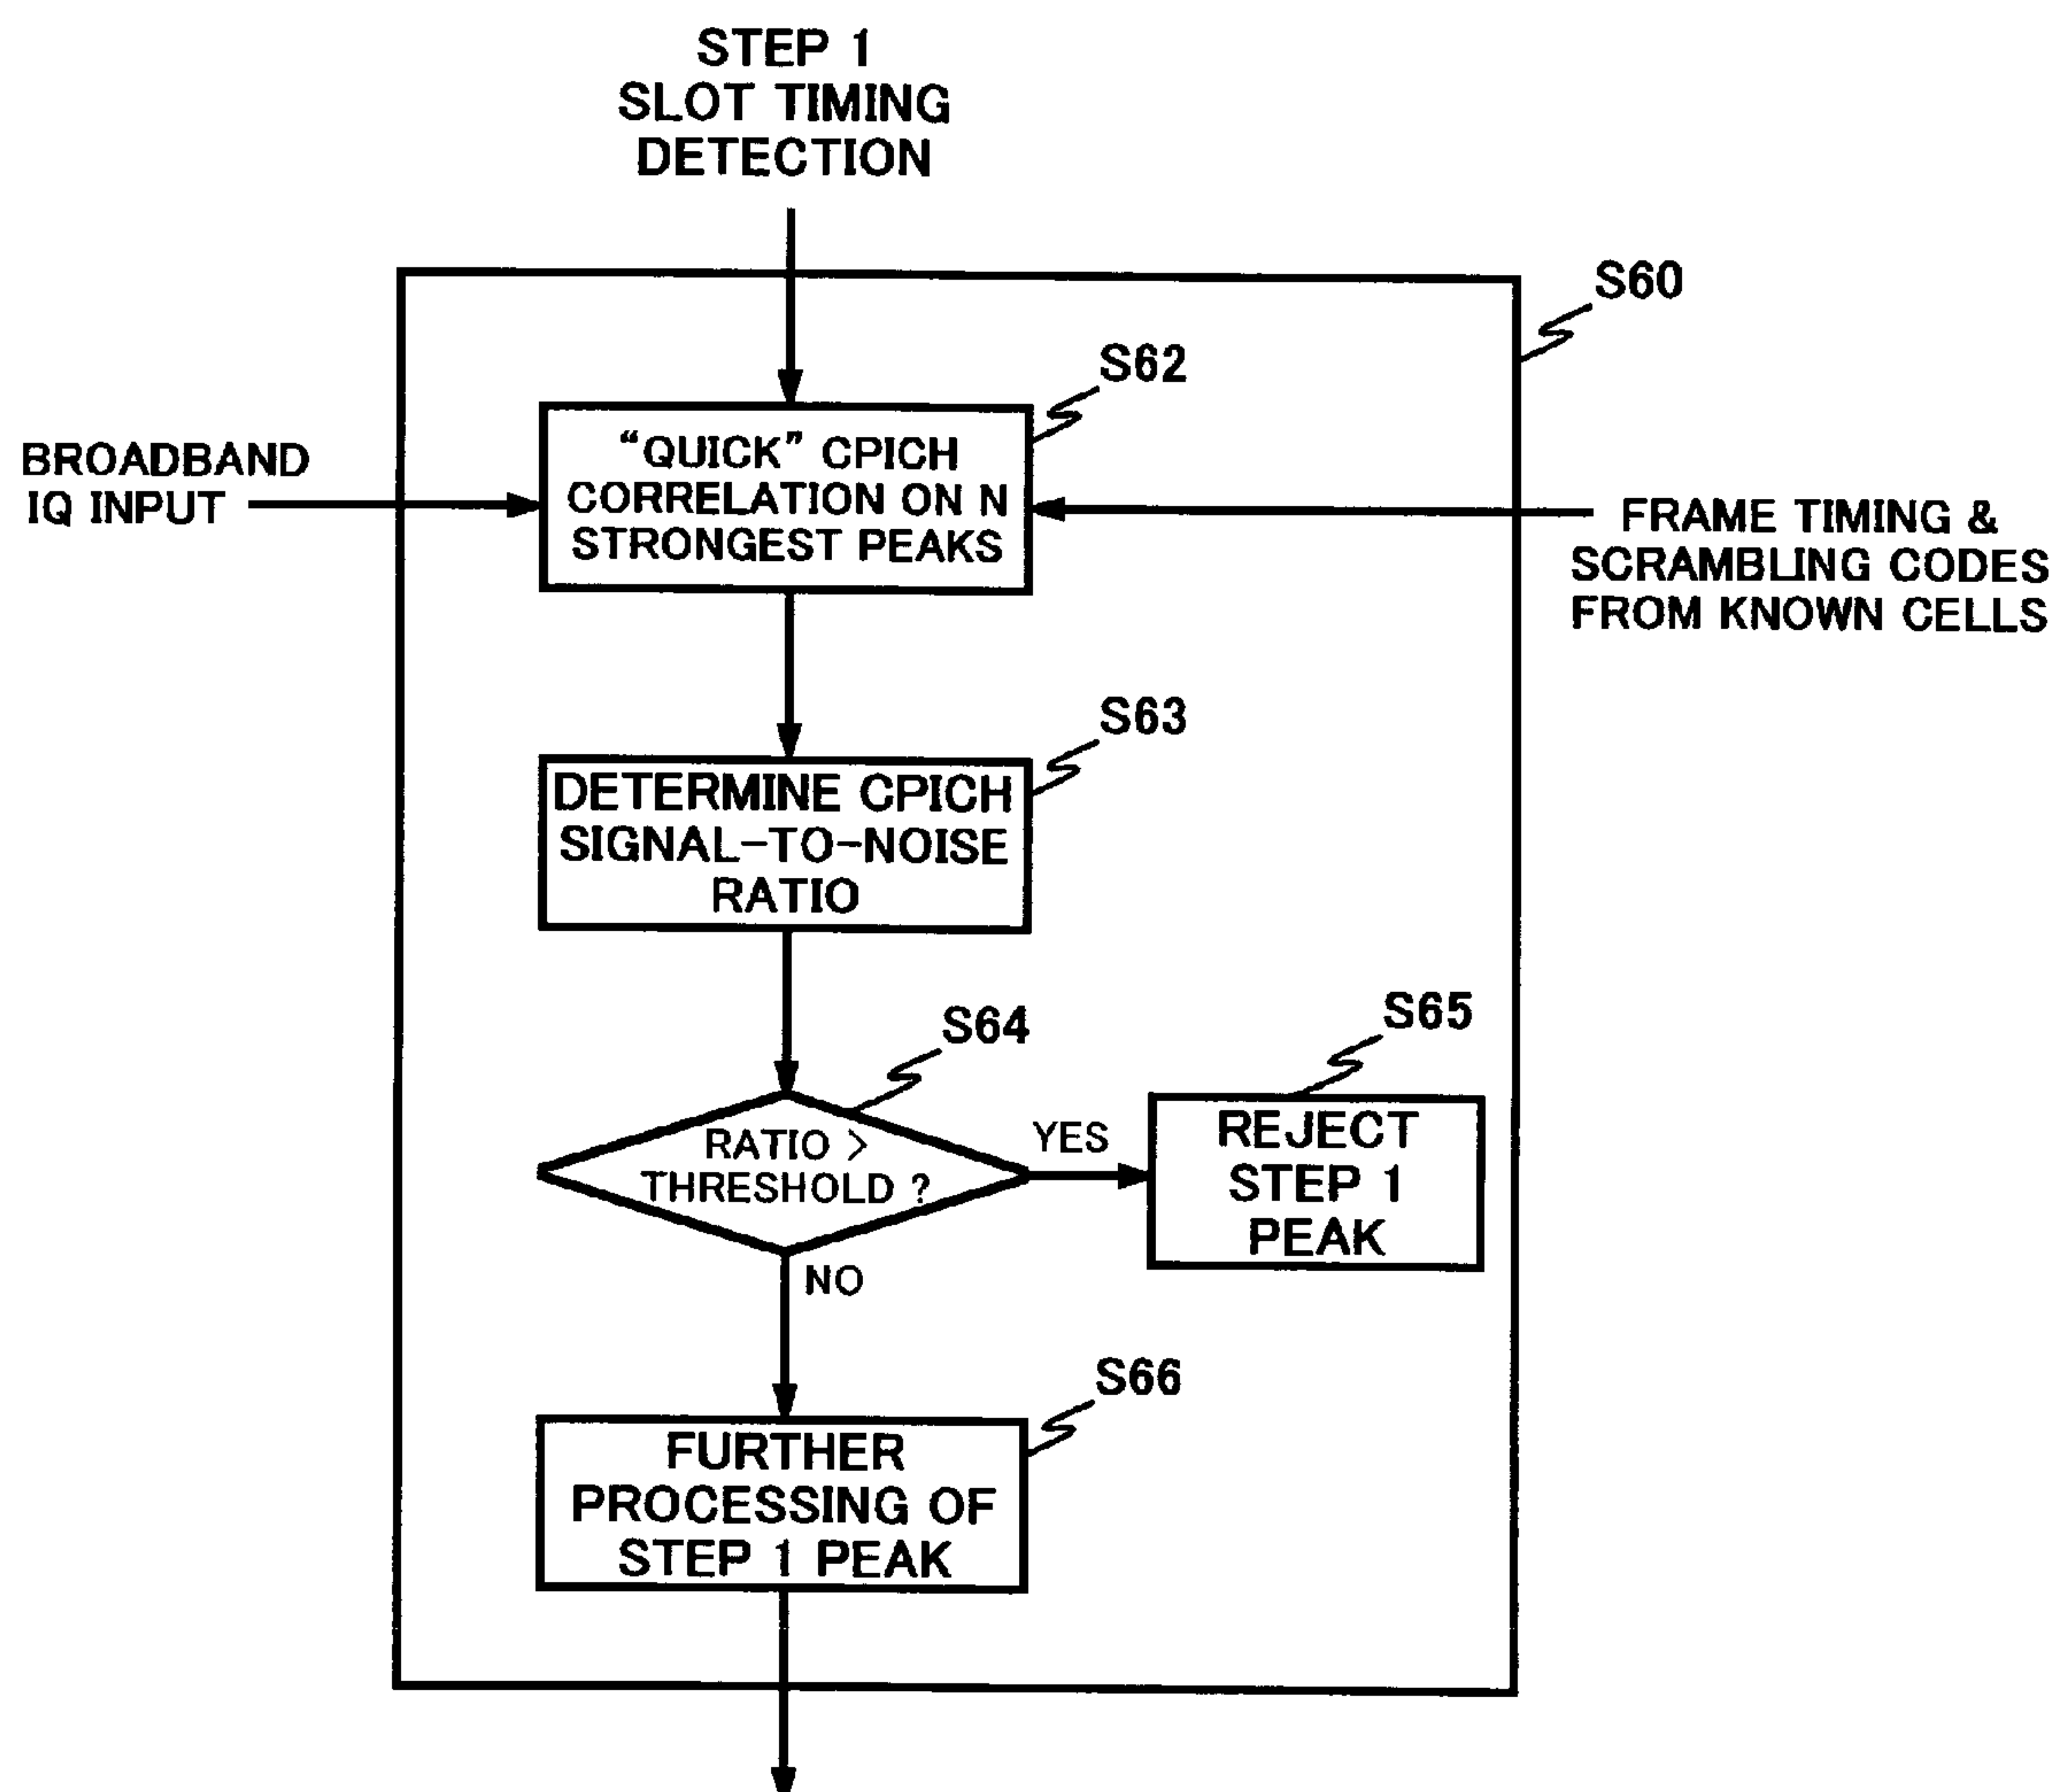 STEP 1
SLOT TIMING
DETECTION
S60
S62
BROADBAND
IQ INPUT
“QUICK” CPICH
CORRELATION ON N
STRONGEST PEAKS
FRAME TIMING &
SCRAMBLING CODES
FROM KNOWN CELLS
S63
DETERMINE CPICH
SIGNAL-TO-NOISE
RATIO
S64
S65
RATIO >
THRESHOLD ?
YES
REJECT
STEP 1
PEAK
NO
S66
FURTHER
PROCESSING OF
STEP 1 PEAK